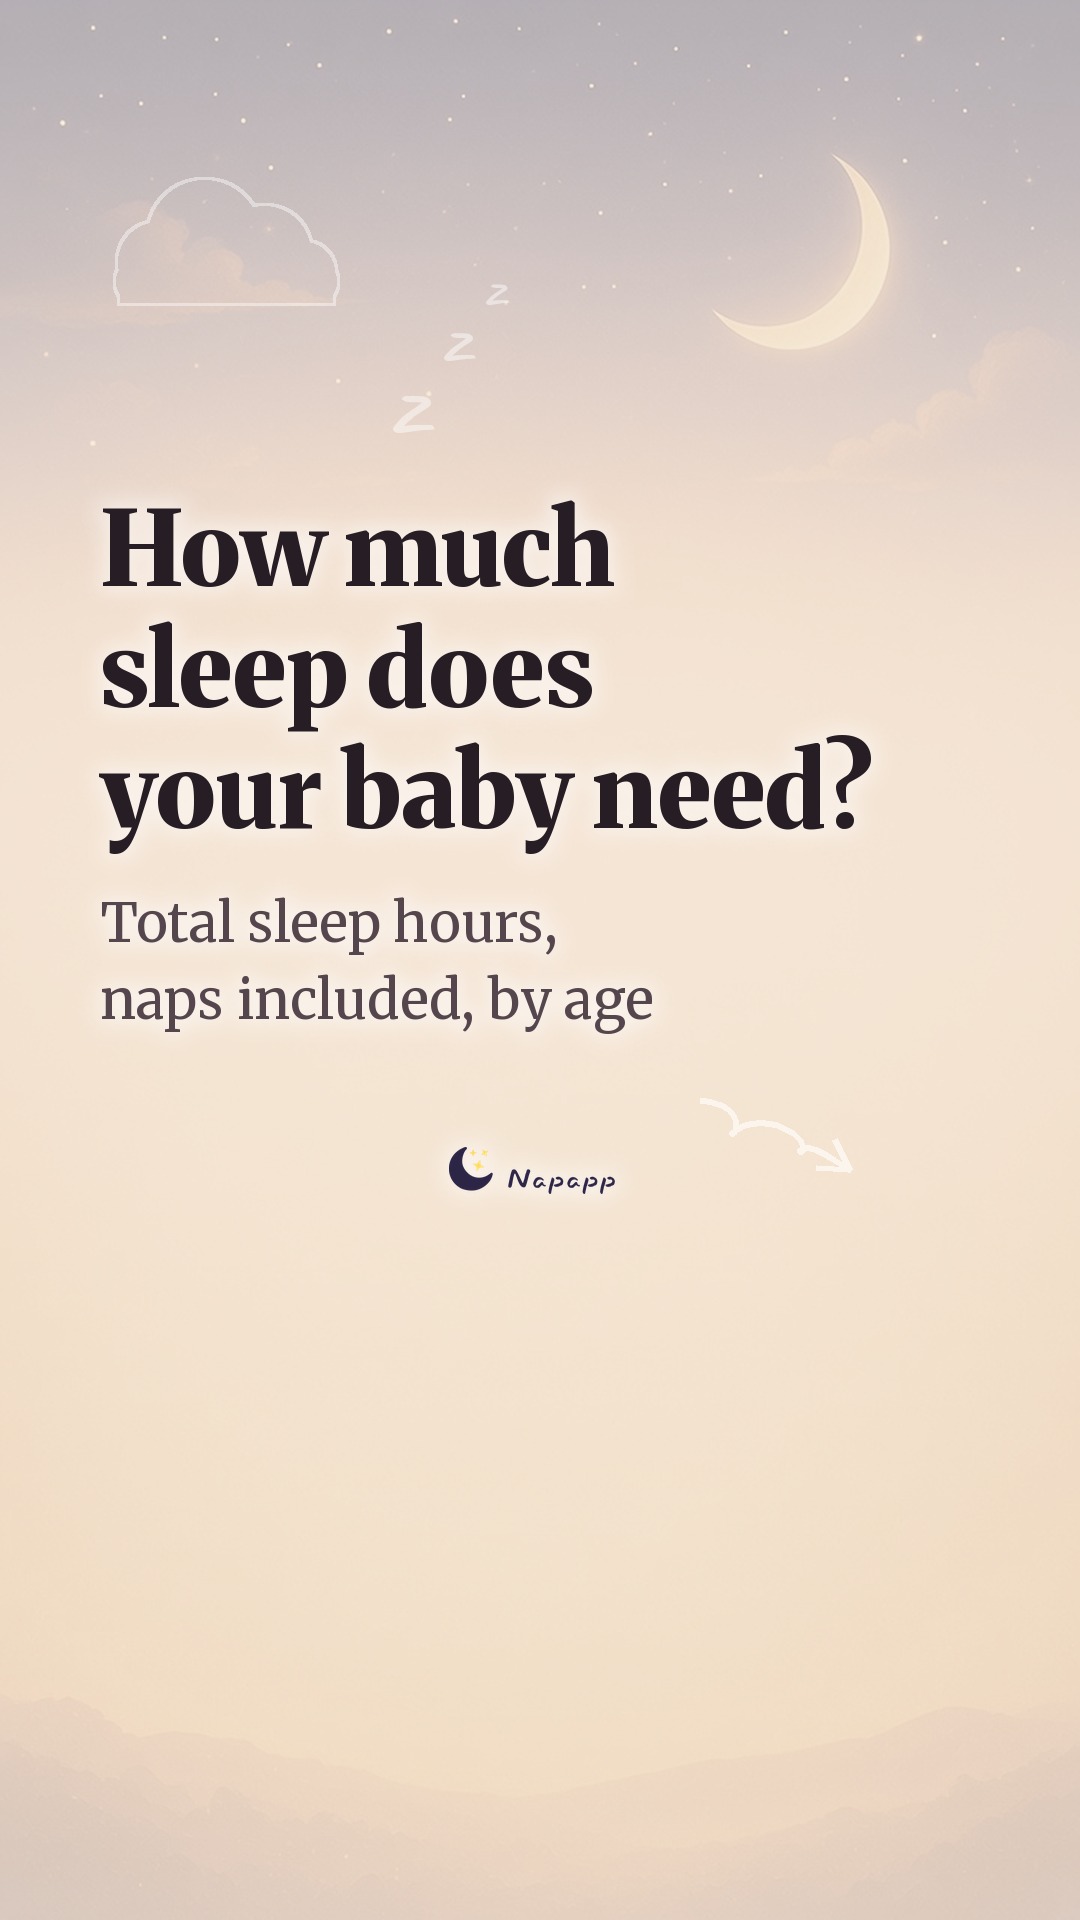 z
z
z
How much
sleep does
your baby need?
Total sleep hours,
naps included, by age
Napapp